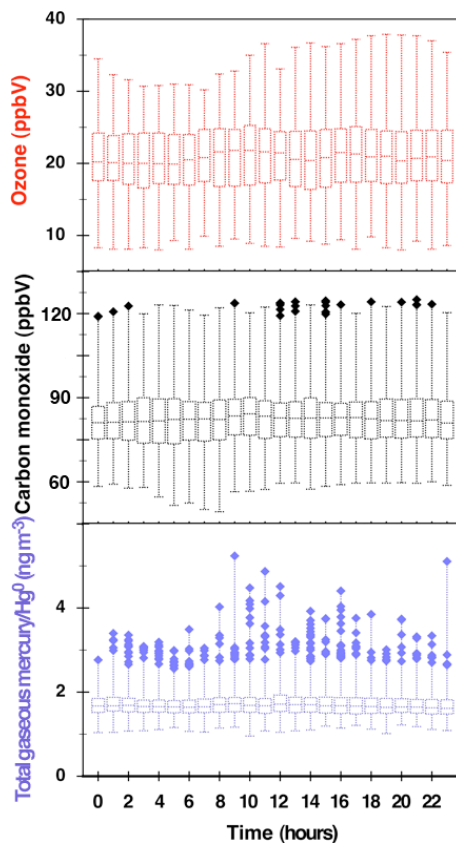 40
30
20
10
Ozone (ppbV)
120
90
60
Carbon monoxide (ppbV)
4
2
0
Total gaseous mercury/Hg⁰ (ng m⁻³)
0 2 4 6 8 10 12 14 16 18 20 22
Time (hours)